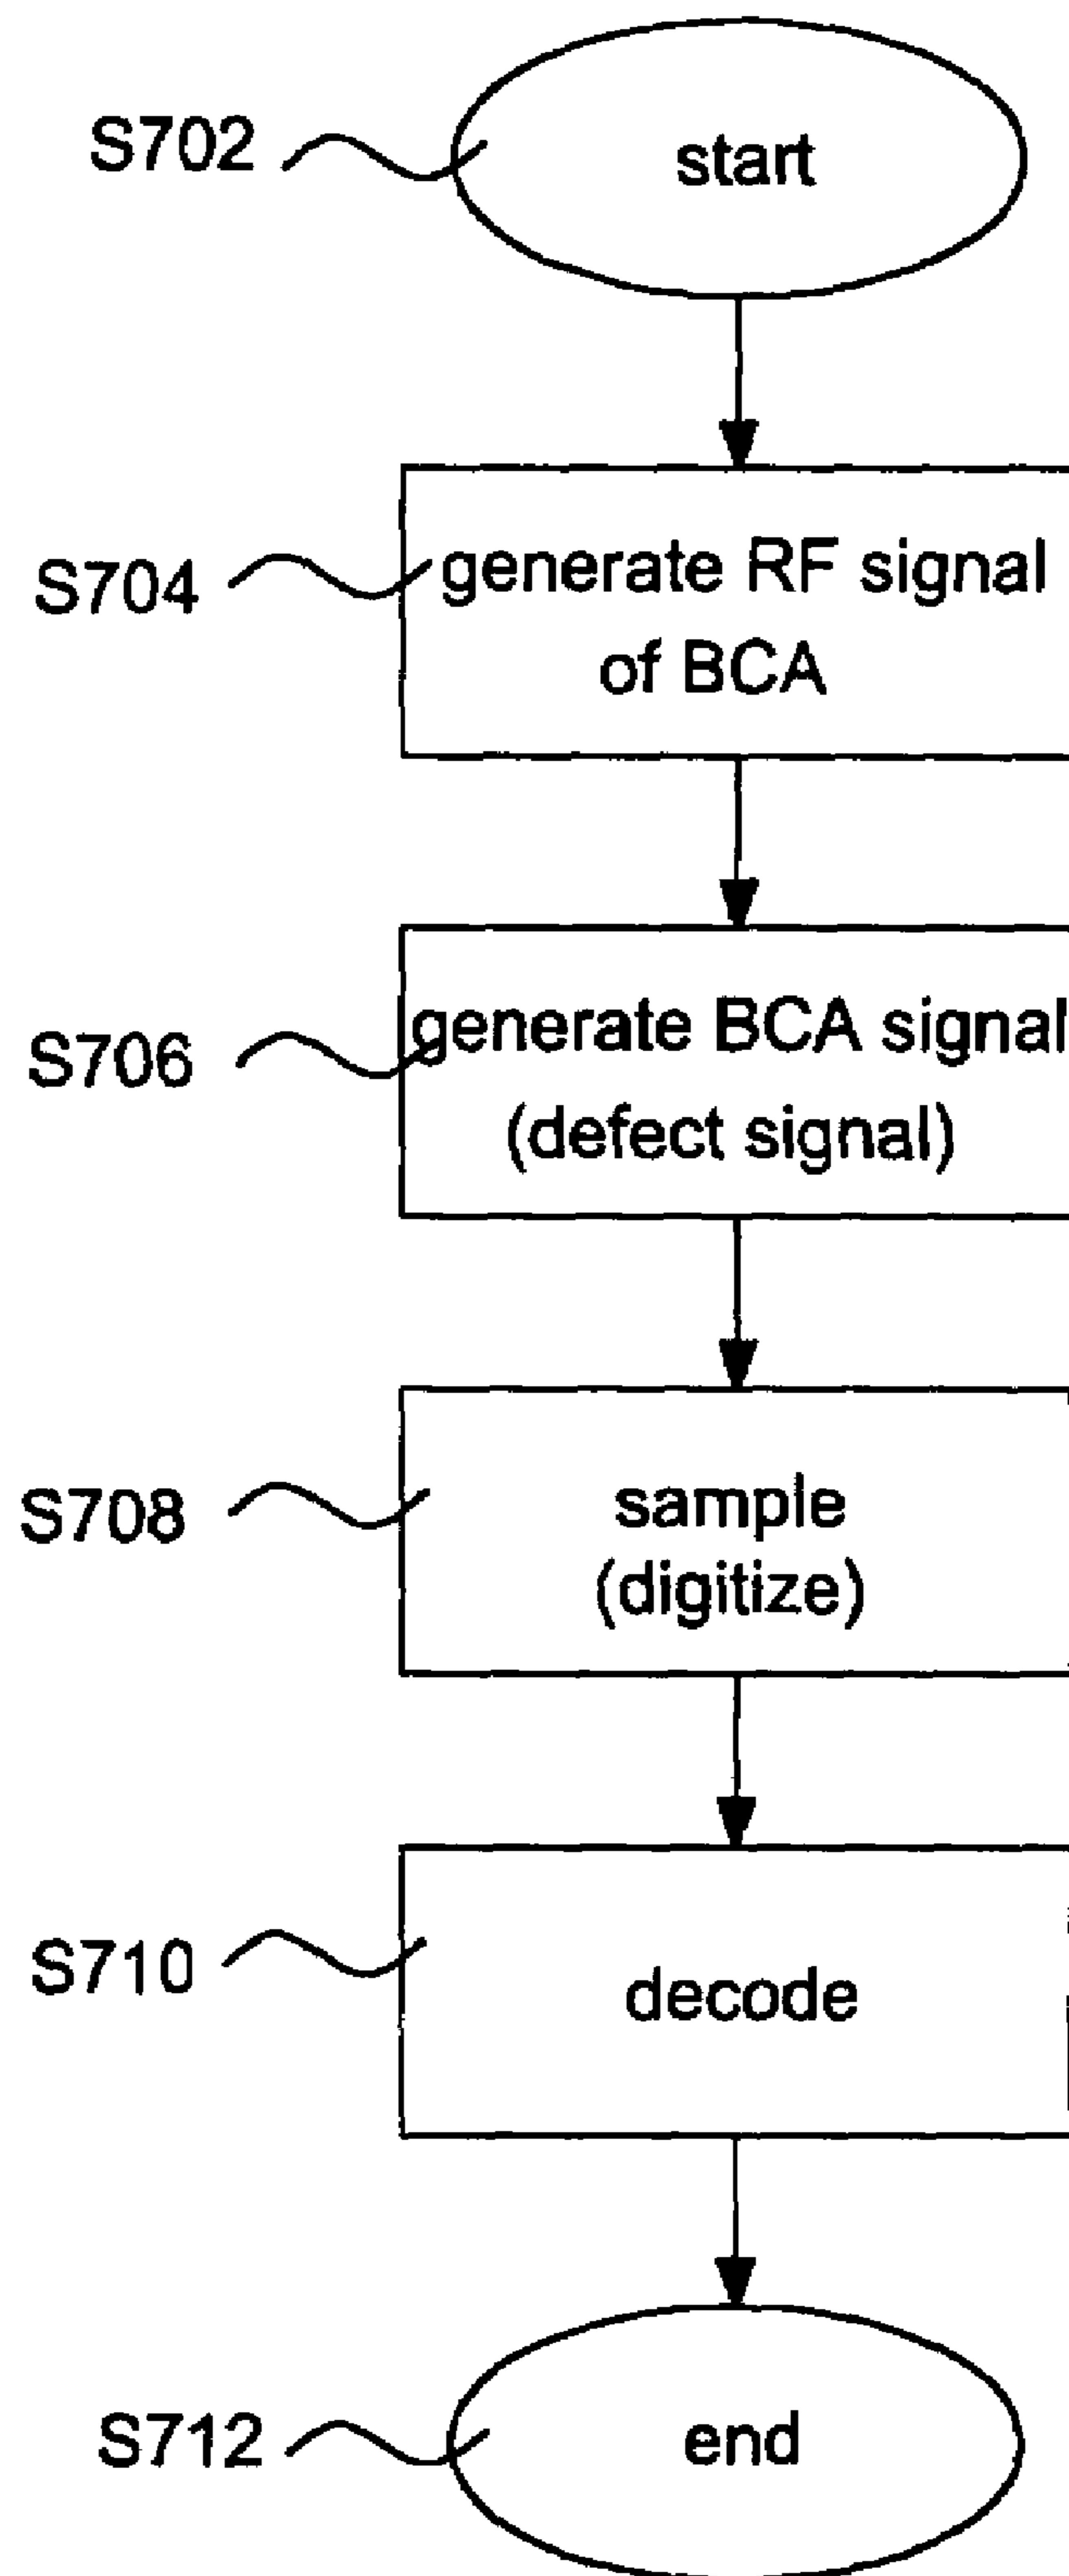 S702
start
S704
generate RF signal
of BCA
S706
generate BCA signal
(defect signal)
S708
sample
(digitize)
S710
decode
S712
end